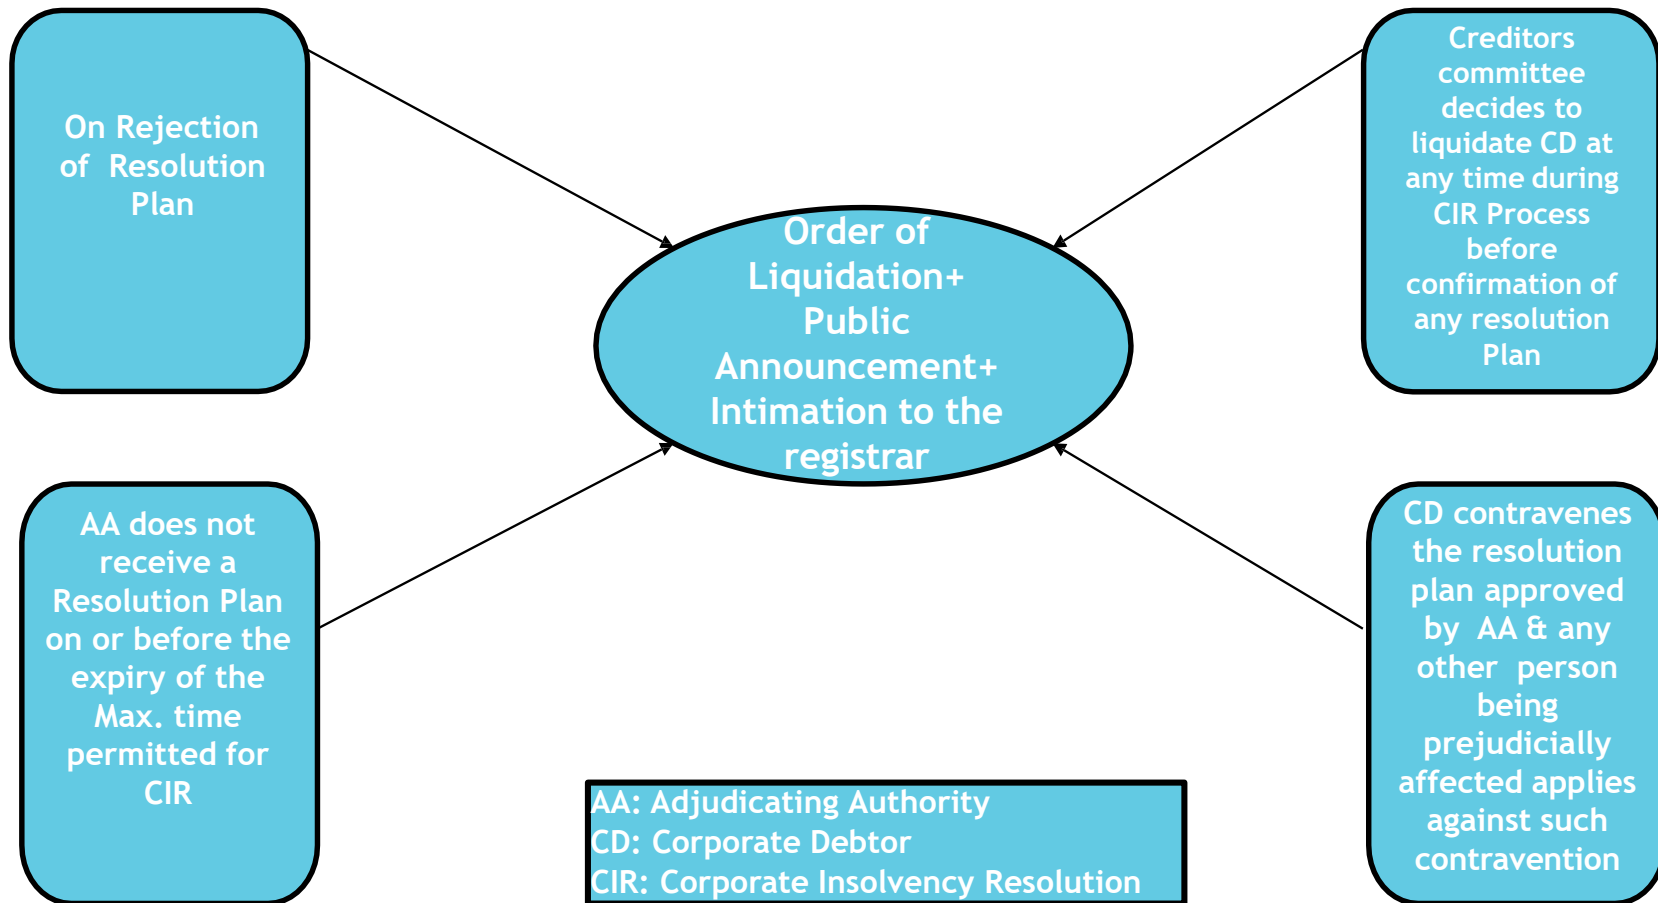 On Rejection
of Resolution
Plan
Creditors
committee
decides to
liquidate CD at
any time during
CIR Process
before
confirmation of
any resolution
Plan
Order of
Liquidation+
Public
Announcement+
Intimation to the
registrar
AA does not
receive a
Resolution Plan
on or before the
expiry of the
Max. time
permitted for
CIR
CD contravenes
the resolution
plan approved
by AA & any
other person
being
prejudicially
affected applies
against such
contravention
AA: Adjudicating Authority
CD: Corporate Debtor
CIR: Corporate Insolvency Resolution